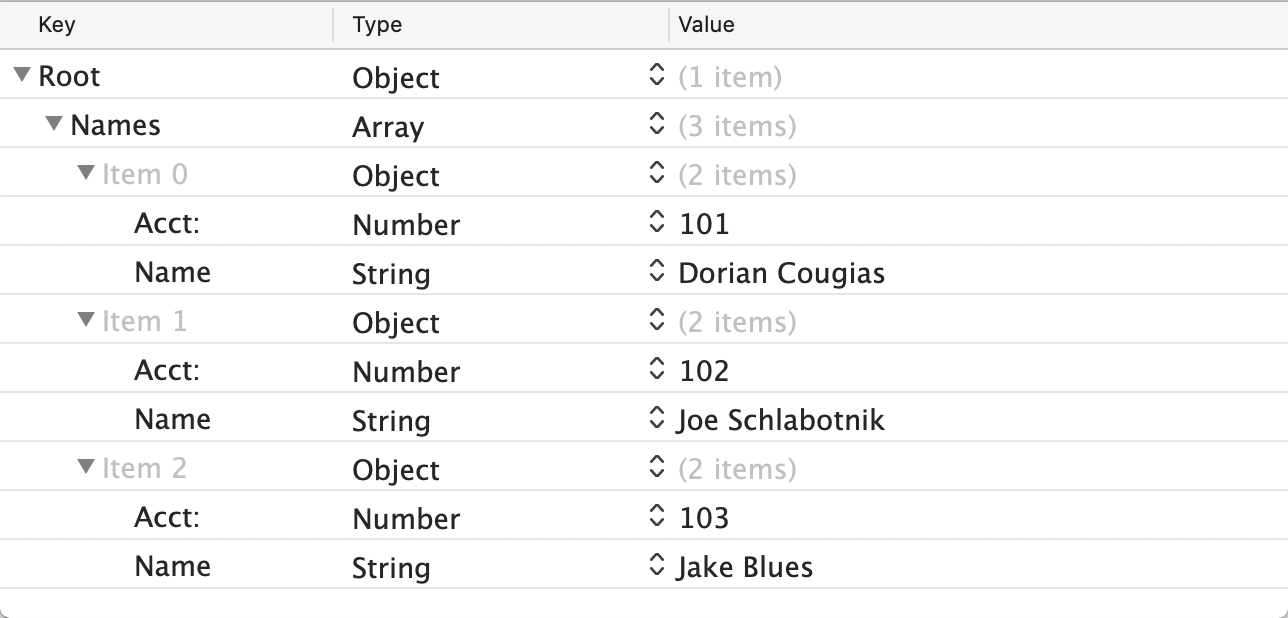 Key Type Value
Root Object (1 item)
Names Array (3 items)
Item 0 Object (2 items)
Acct: Number 101
Name String Dorian Cougias
Item 1 Object (2 items)
Acct: Number 102
Name String Joe Schlabotnik
Item 2 Object (2 items)
Acct: Number 103
Name String Jake Blues